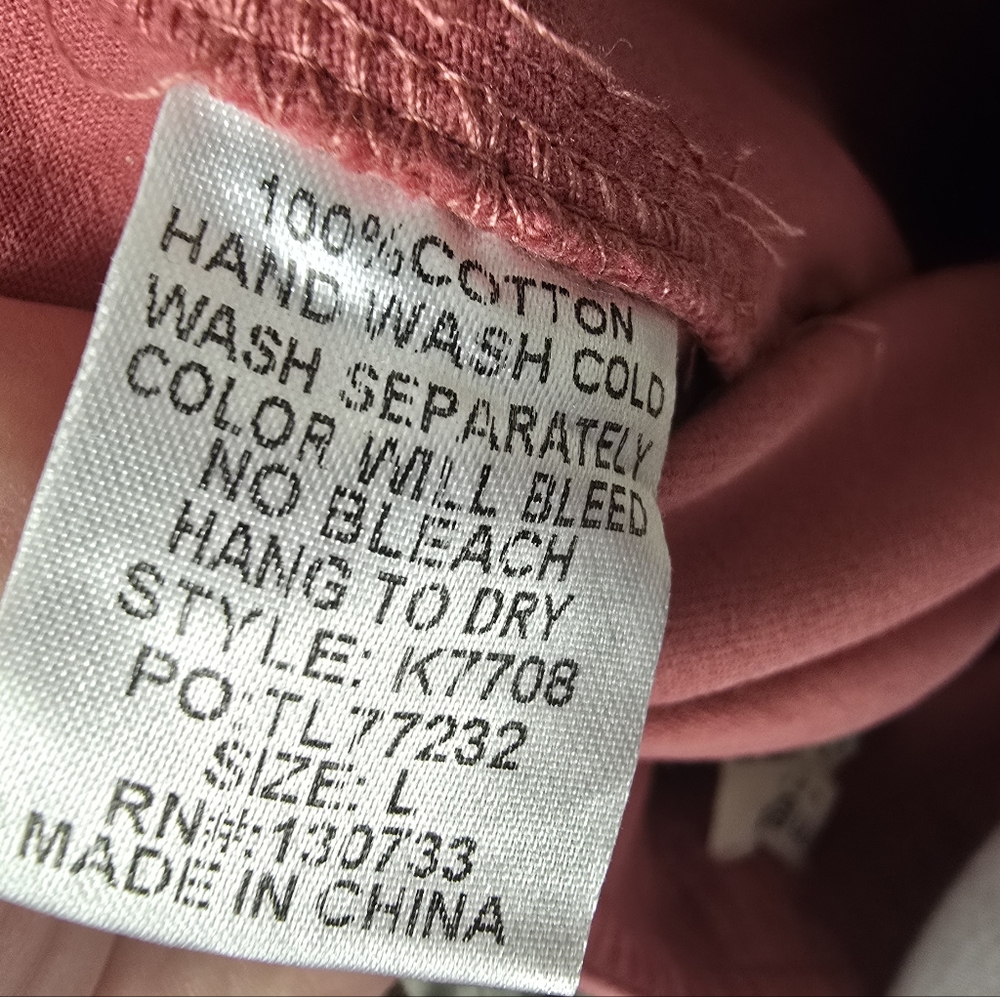 100% COTTON
HAND WASH COLD
WASH SEPARATELY
COLOR WILL BLEED
NO BLEACH
HANG TO DRY
STYLE: K7708
PO:TL77232
SIZE: L
RN#:130733
MADE IN CHINA